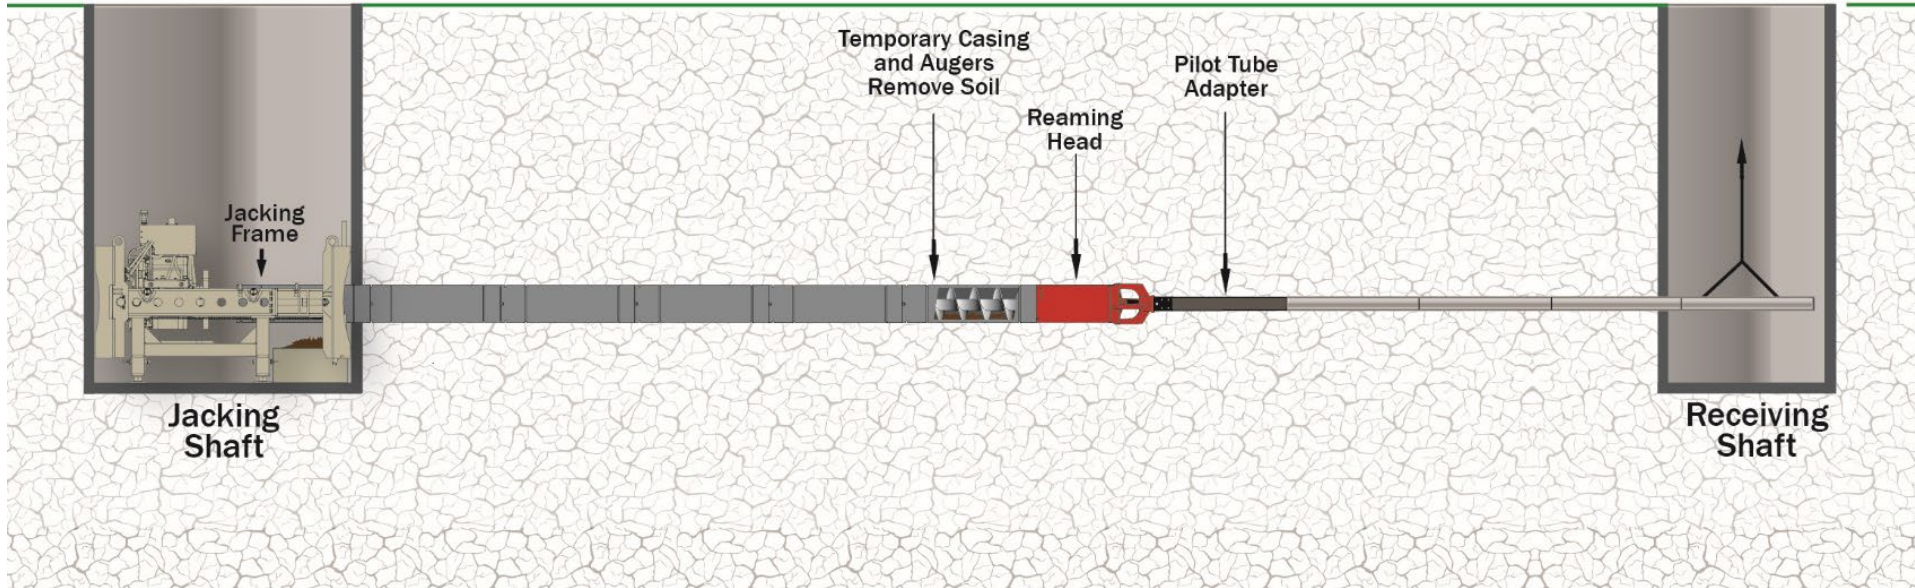 Temporary Casing
and Augers
Remove Soil
Pilot Tube
Adapter
Reaming
Head
Jacking
Frame
Jacking
Shaft
Receiving
Shaft